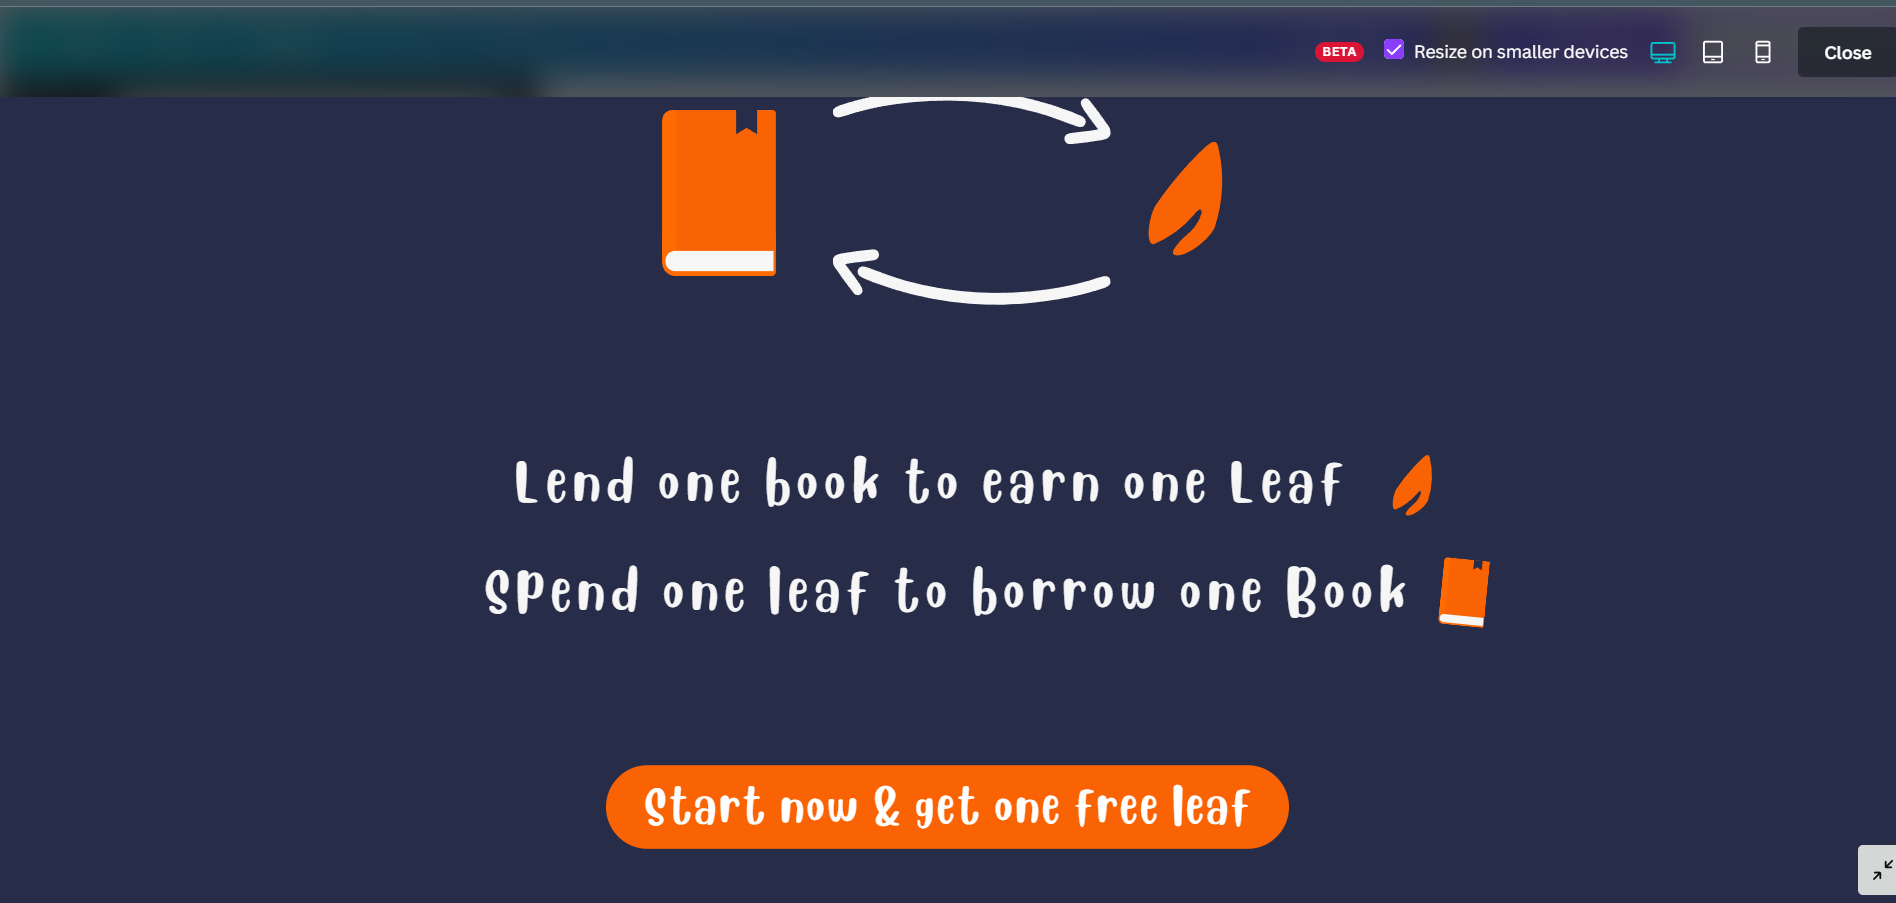 BETA
Resize on smaller devices
Close
Lend one book to earn one Leaf
Spend one leaf to borrow one Book
Start now & get one free leaf